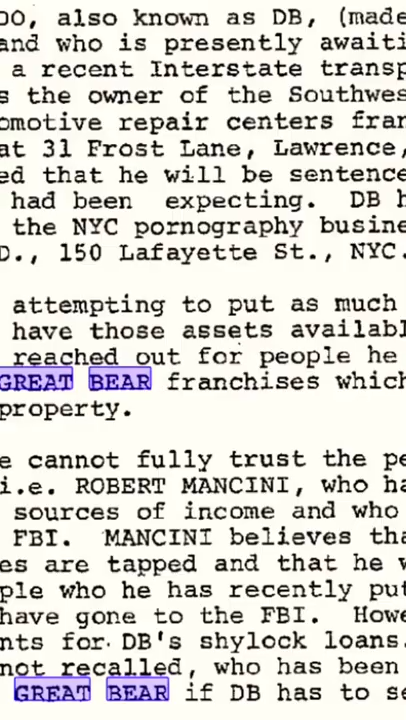 DO, also known as DB, (made
and who is presently awaiti
a recent Interstate transp
s the owner of the Southwes
omotive repair centers fran
at 31 Frost Lane, Lawrence,
ed that he will be sentence
had been expecting. DB h
the NYC pornography busine
D., 150 Lafayette St., NYC.
attempting to put as much
have those assets availabl
reached out for people he
GREAT BEAR franchises which
property.
e cannot fully trust the pe
i.e. ROBERT MANCINI, who ha
sources of income and who
FBI. MANCINI believes tha
es are tapped and that he w
ple who he has recently put
have gone to the FBI. Howe
nts for DB's shylock loans.
not recalled, who has been
GREAT BEAR if DB has to se